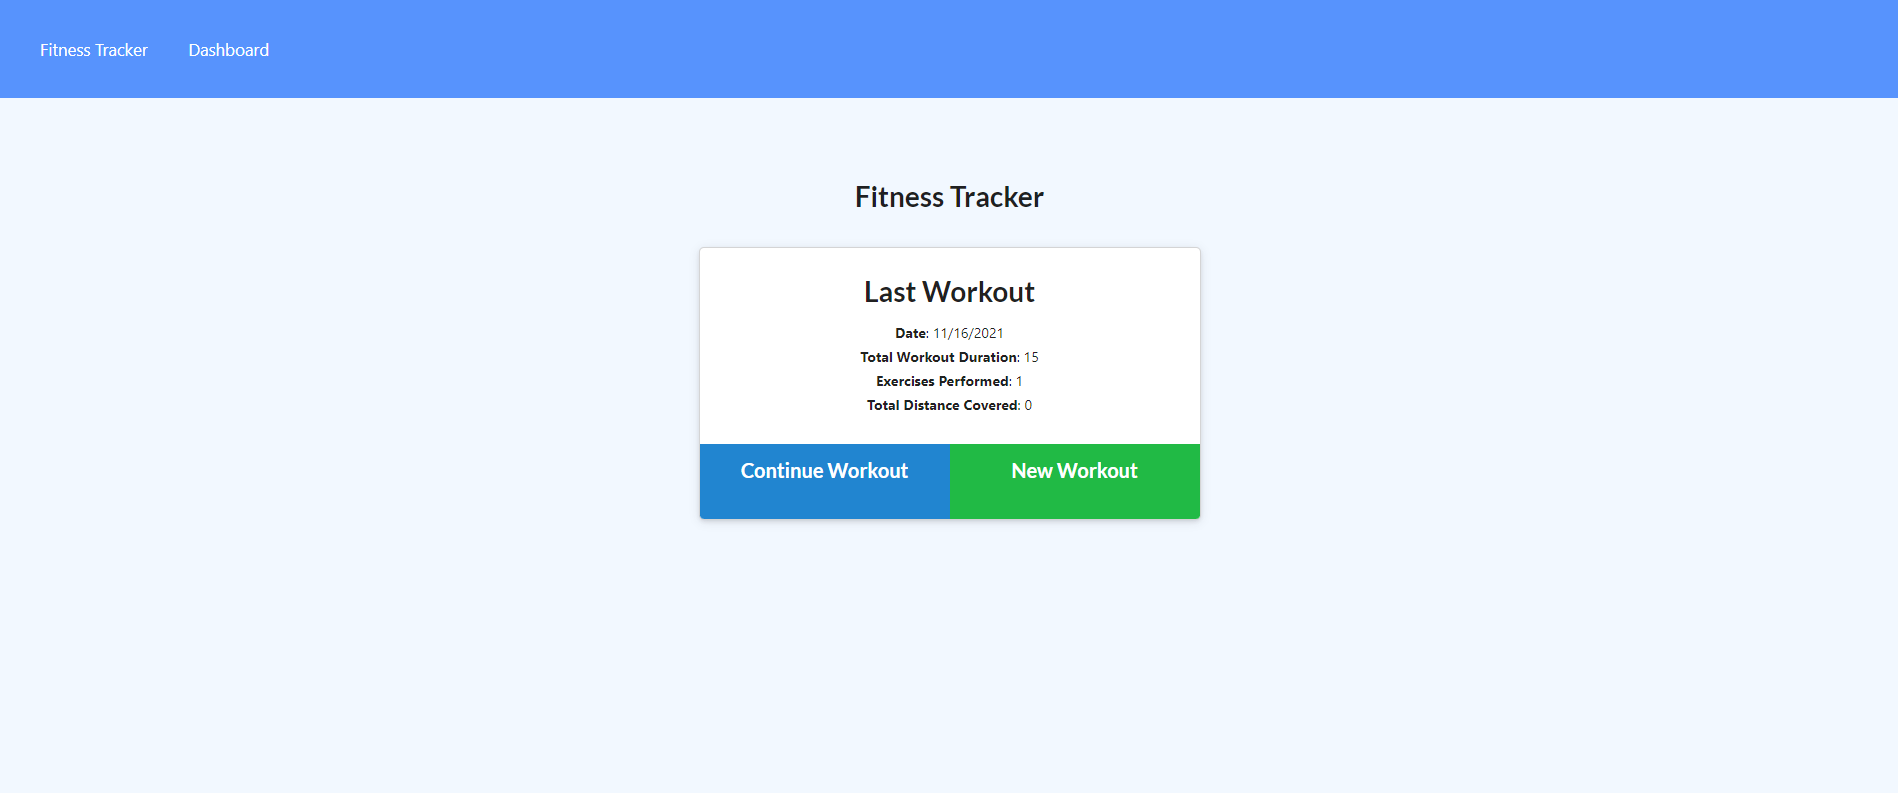 Fitness Tracker Dashboard
Fitness Tracker
Last Workout
Date: 11/16/2021
Total Workout Duration: 15
Exercises Performed: 1
Total Distance Covered: 0
Continue Workout New Workout